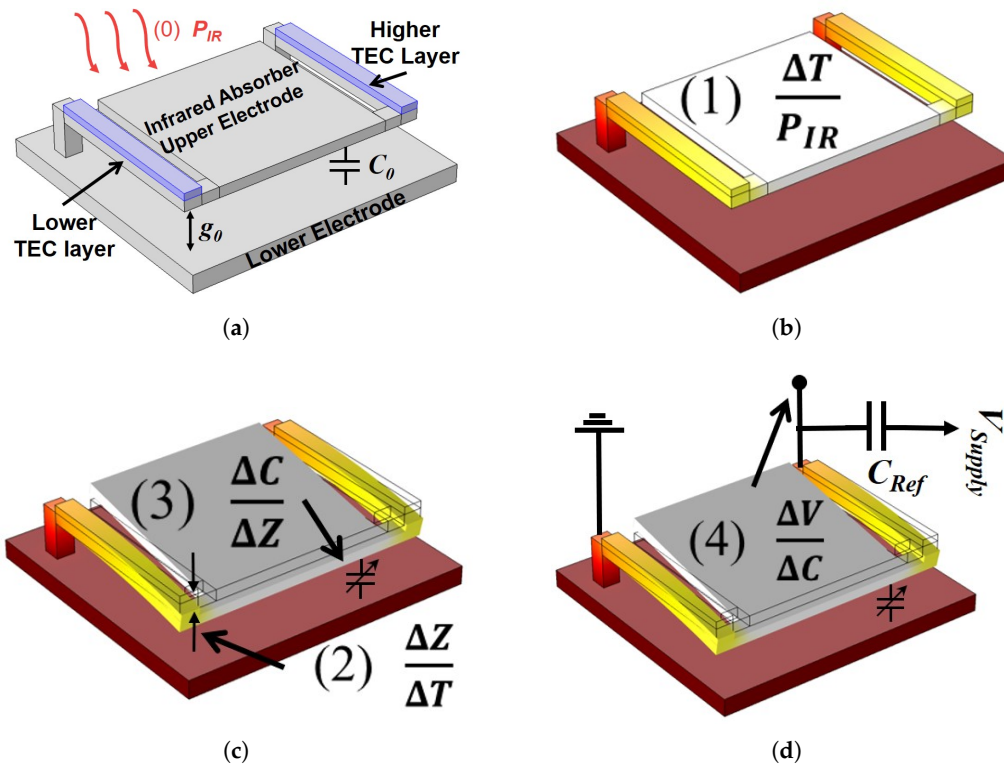 (0) P_IR
Higher
TEC Layer
Infrared Absorber
Upper Electrode
C_0
Lower
TEC layer
g_0
Lower Electrode
(a)
(1) ΔT
P_IR
(b)
(3) ΔC
ΔZ
(2) ΔZ
ΔT
(c)
V_Supply
C_Ref
(4) ΔV
ΔC
(d)